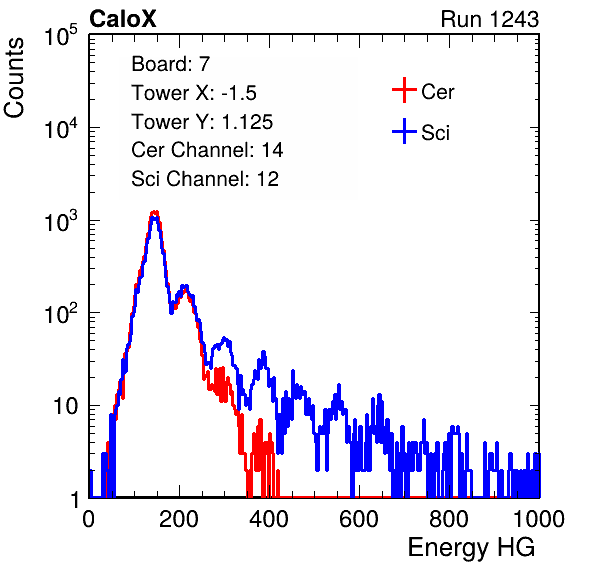 CaloX Run 1243
Counts
10^5
10^4
10^3
10^2
10
1
Board: 7
Tower X: -1.5
Tower Y: 1.125
Cer Channel: 14
Sci Channel: 12
Cer
Sci
0 200 400 600 800 1000
Energy HG